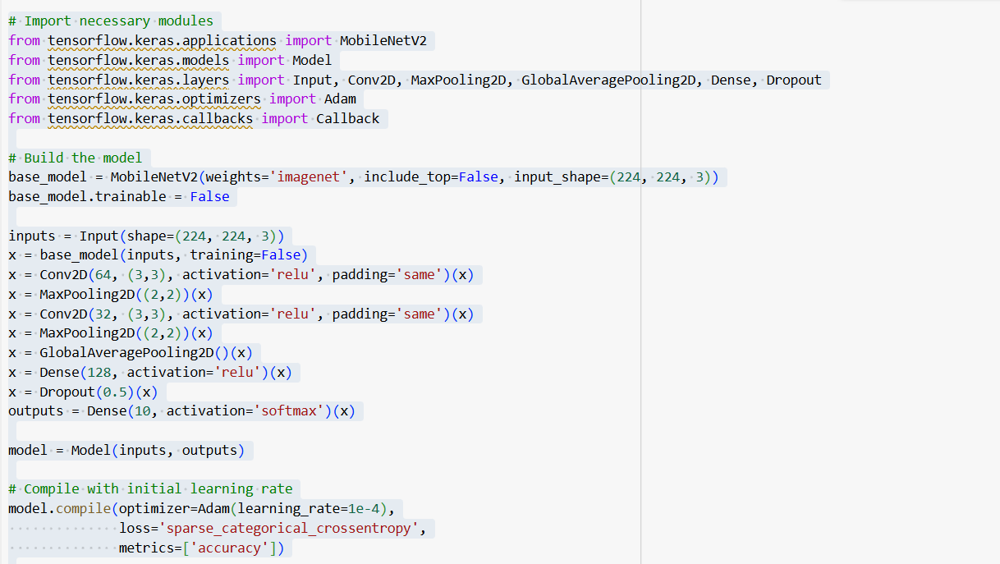 # Import necessary modules
from tensorflow.keras.applications import MobileNetV2
from tensorflow.keras.models import Model
from tensorflow.keras.layers import Input, Conv2D, MaxPooling2D, GlobalAveragePooling2D, Dense, Dropout
from tensorflow.keras.optimizers import Adam
from tensorflow.keras.callbacks import Callback

# Build the model
base_model = MobileNetV2(weights='imagenet', include_top=False, input_shape=(224, 224, 3))
base_model.trainable = False

inputs = Input(shape=(224, 224, 3))
x = base_model(inputs, training=False)
x = Conv2D(64, (3,3), activation='relu', padding='same')(x)
x = MaxPooling2D((2,2))(x)
x = Conv2D(32, (3,3), activation='relu', padding='same')(x)
x = MaxPooling2D((2,2))(x)
x = GlobalAveragePooling2D()(x)
x = Dense(128, activation='relu')(x)
x = Dropout(0.5)(x)
outputs = Dense(10, activation='softmax')(x)

model = Model(inputs, outputs)

# Compile with initial learning rate
model.compile(optimizer=Adam(learning_rate=1e-4),
              loss='sparse_categorical_crossentropy',
              metrics=['accuracy'])